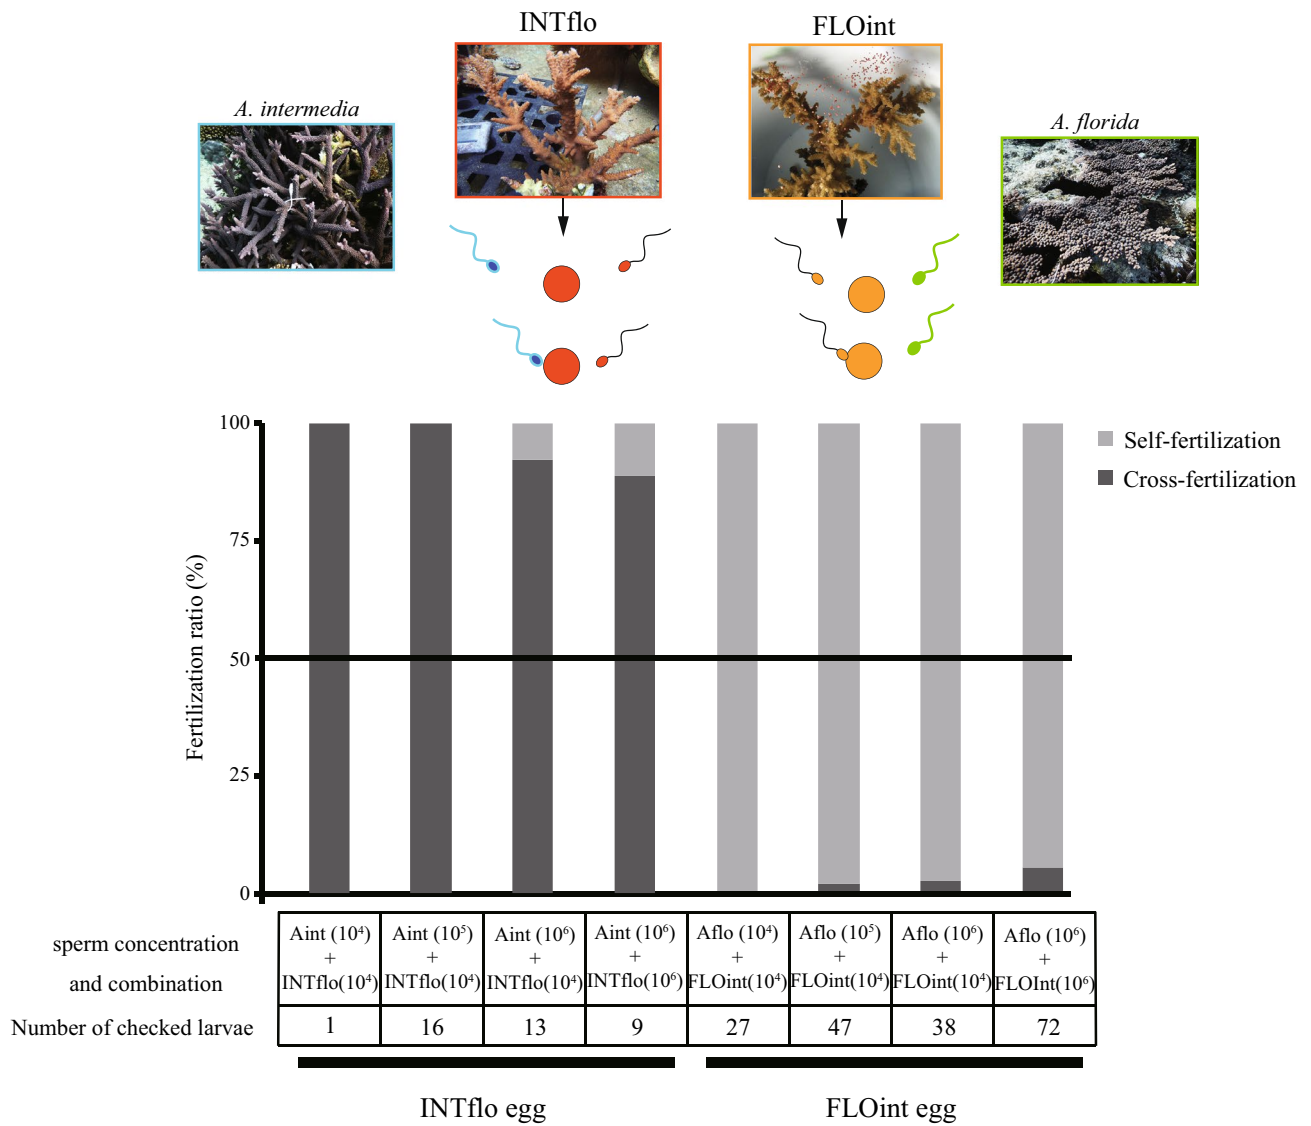 INTflo
FLOint
A. intermedia
A. florida
100
75
50
25
0
Fertilization ratio (%)
Self-fertilization
Cross-fertilization
sperm concentration
and combination
Aint (10⁴)
+
INTflo(10⁴)
Aint (10⁵)
+
INTflo(10⁴)
Aint (10⁶)
+
INTflo(10⁴)
Aint (10⁶)
+
INTflo(10⁶)
Aflo (10⁴)
+
FLOint(10⁴)
Aflo (10⁵)
+
FLOint(10⁴)
Aflo (10⁶)
+
FLOint(10⁴)
Aflo (10⁶)
+
FLOInt(10⁶)
Number of checked larvae
1
16
13
9
27
47
38
72
INTflo egg
FLOint egg